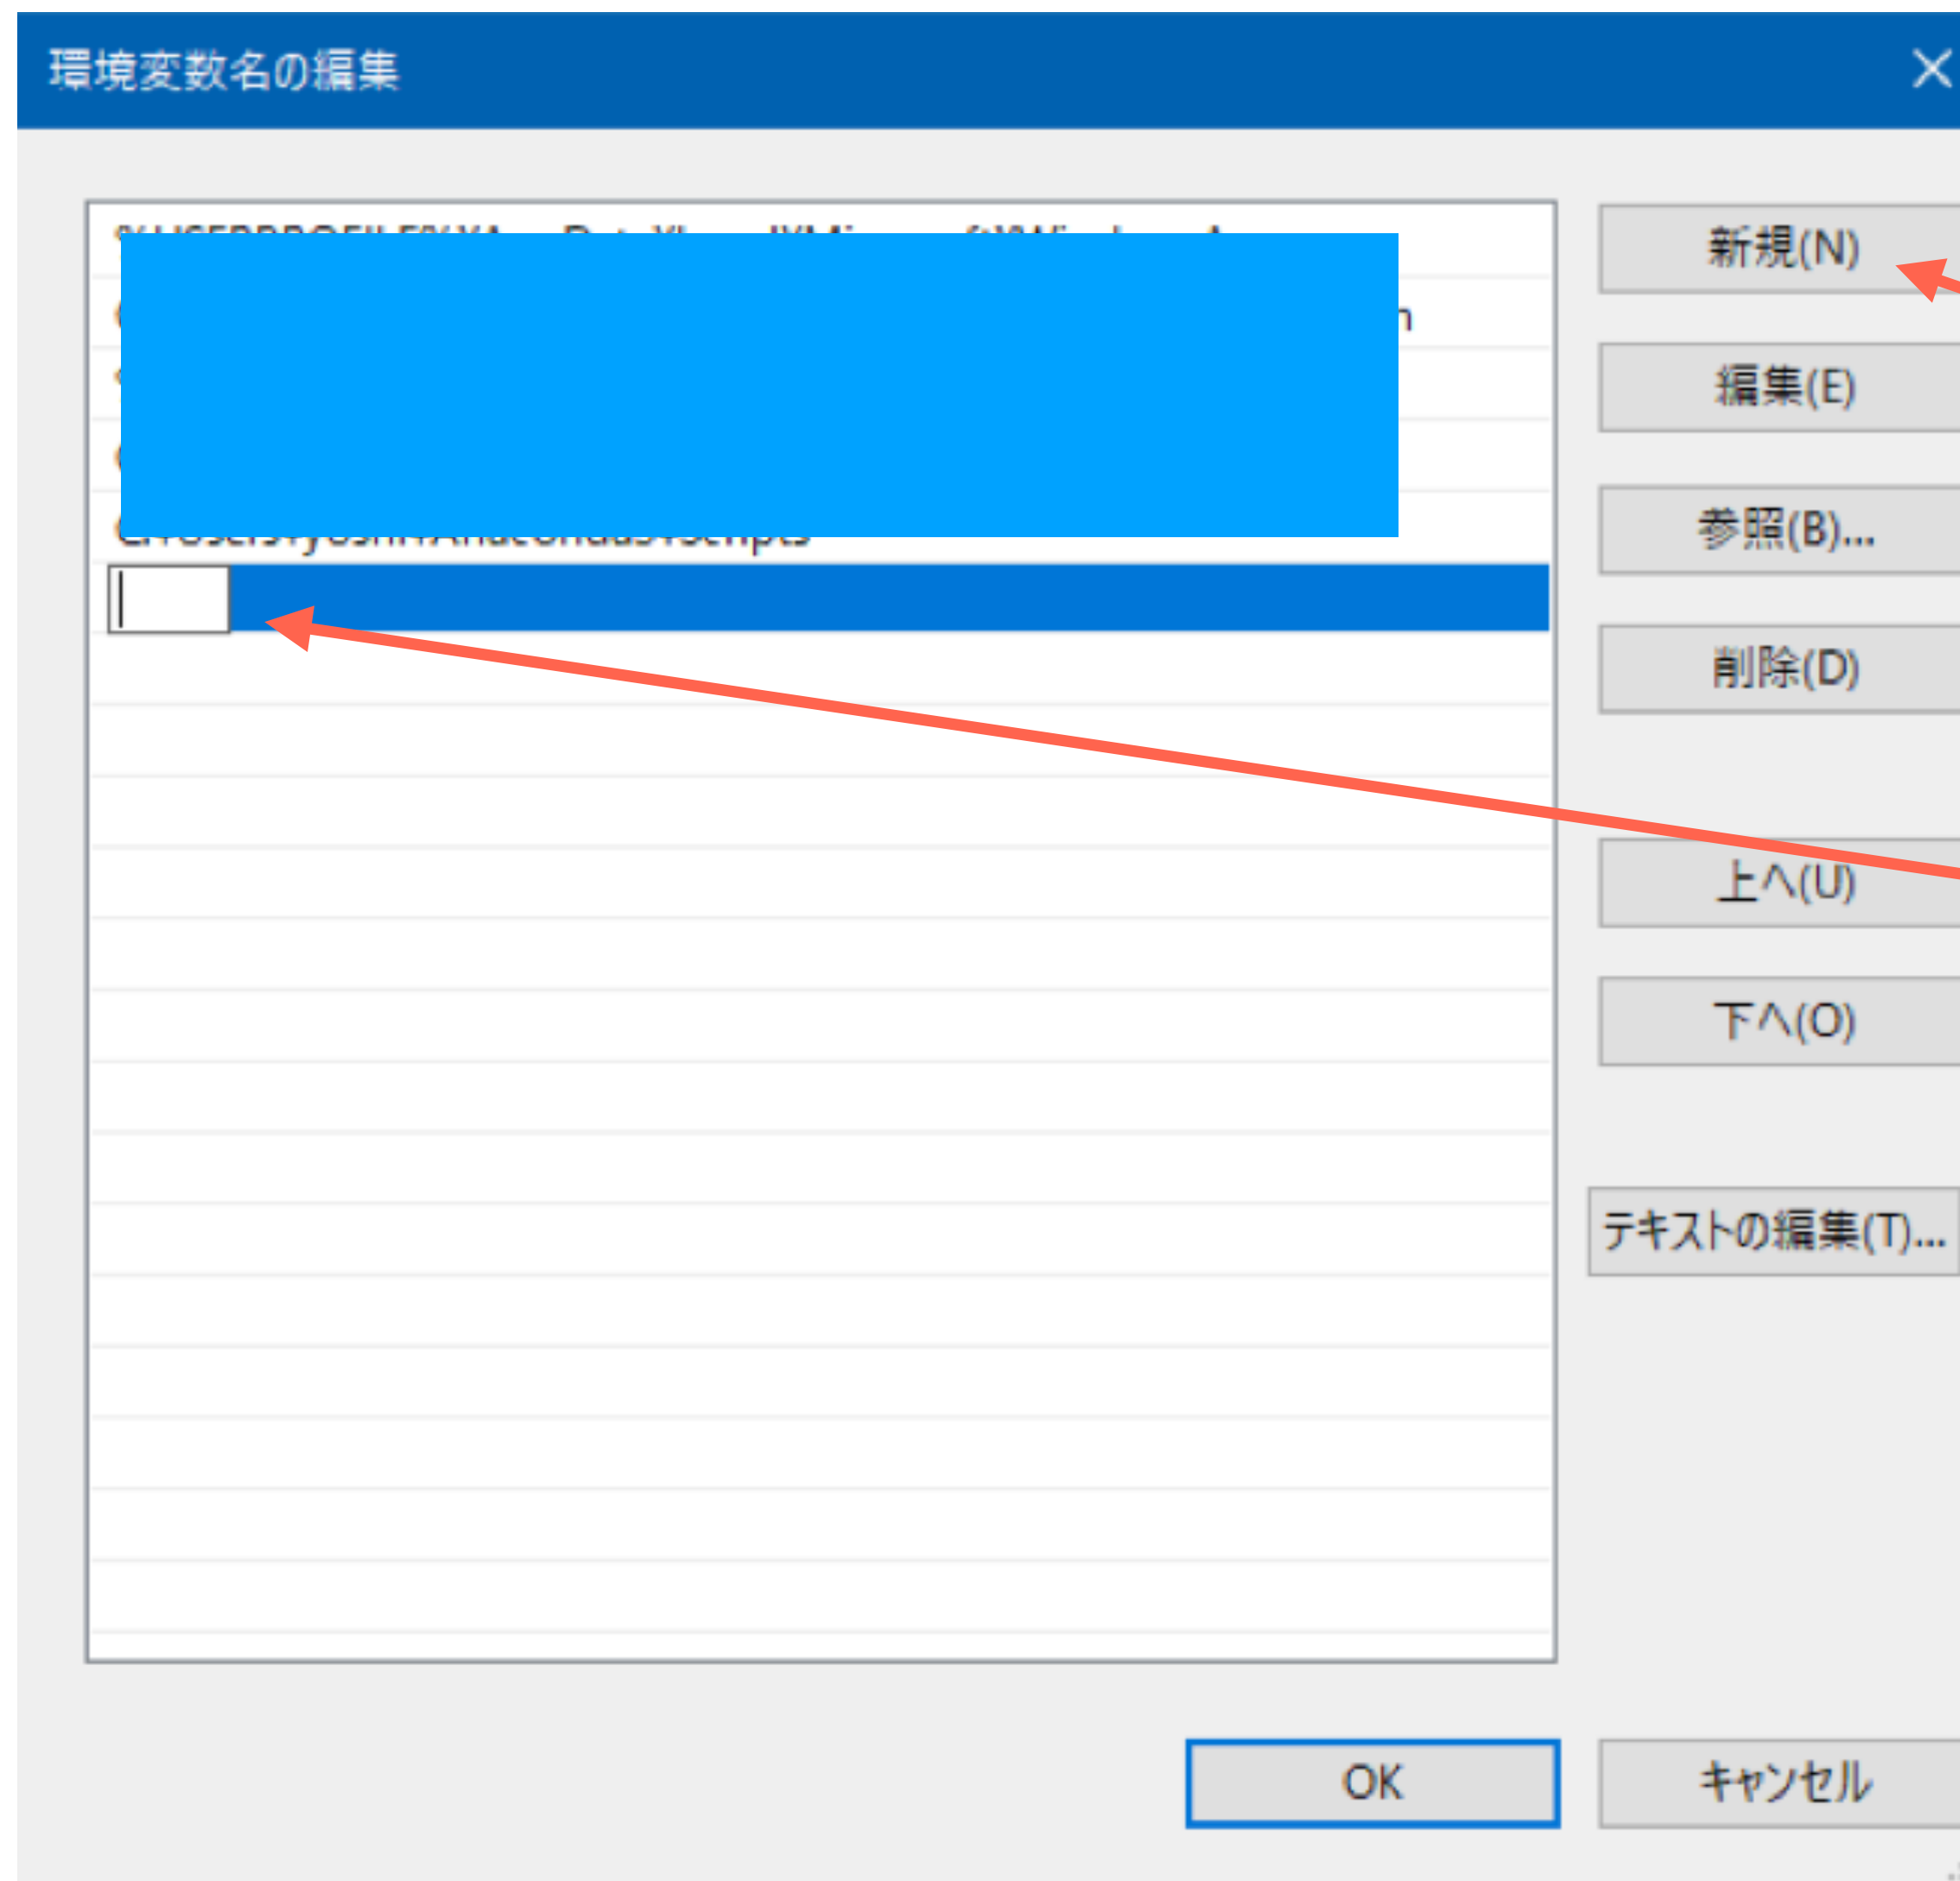 環境変数名の編集
新規(N)
編集(E)
参照(B)...
削除(D)
上へ(U)
下へ(O)
テキストの編集(T)...
OK
キャンセル